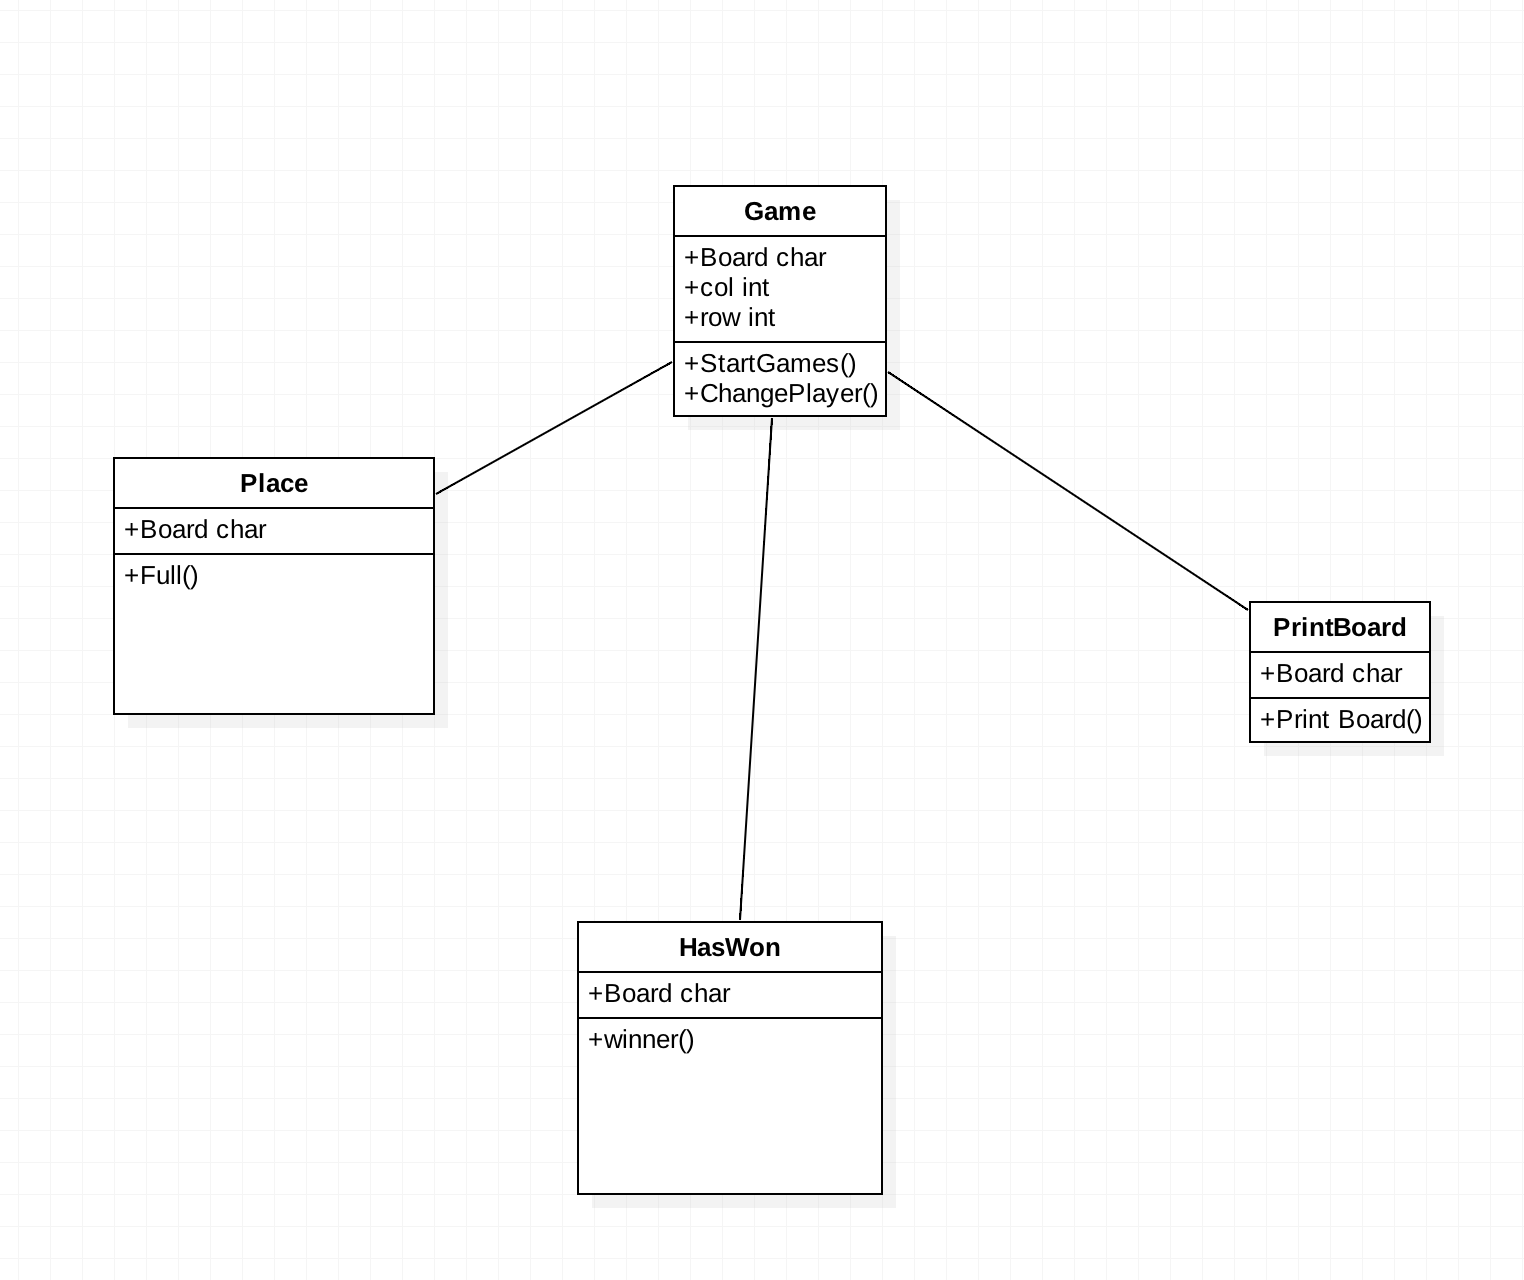 Game
+Board char
+col int
+row int
+StartGames()
+ChangePlayer()
Place
+Board char
+Full()
PrintBoard
+Board char
+Print Board()
HasWon
+Board char
+winner()